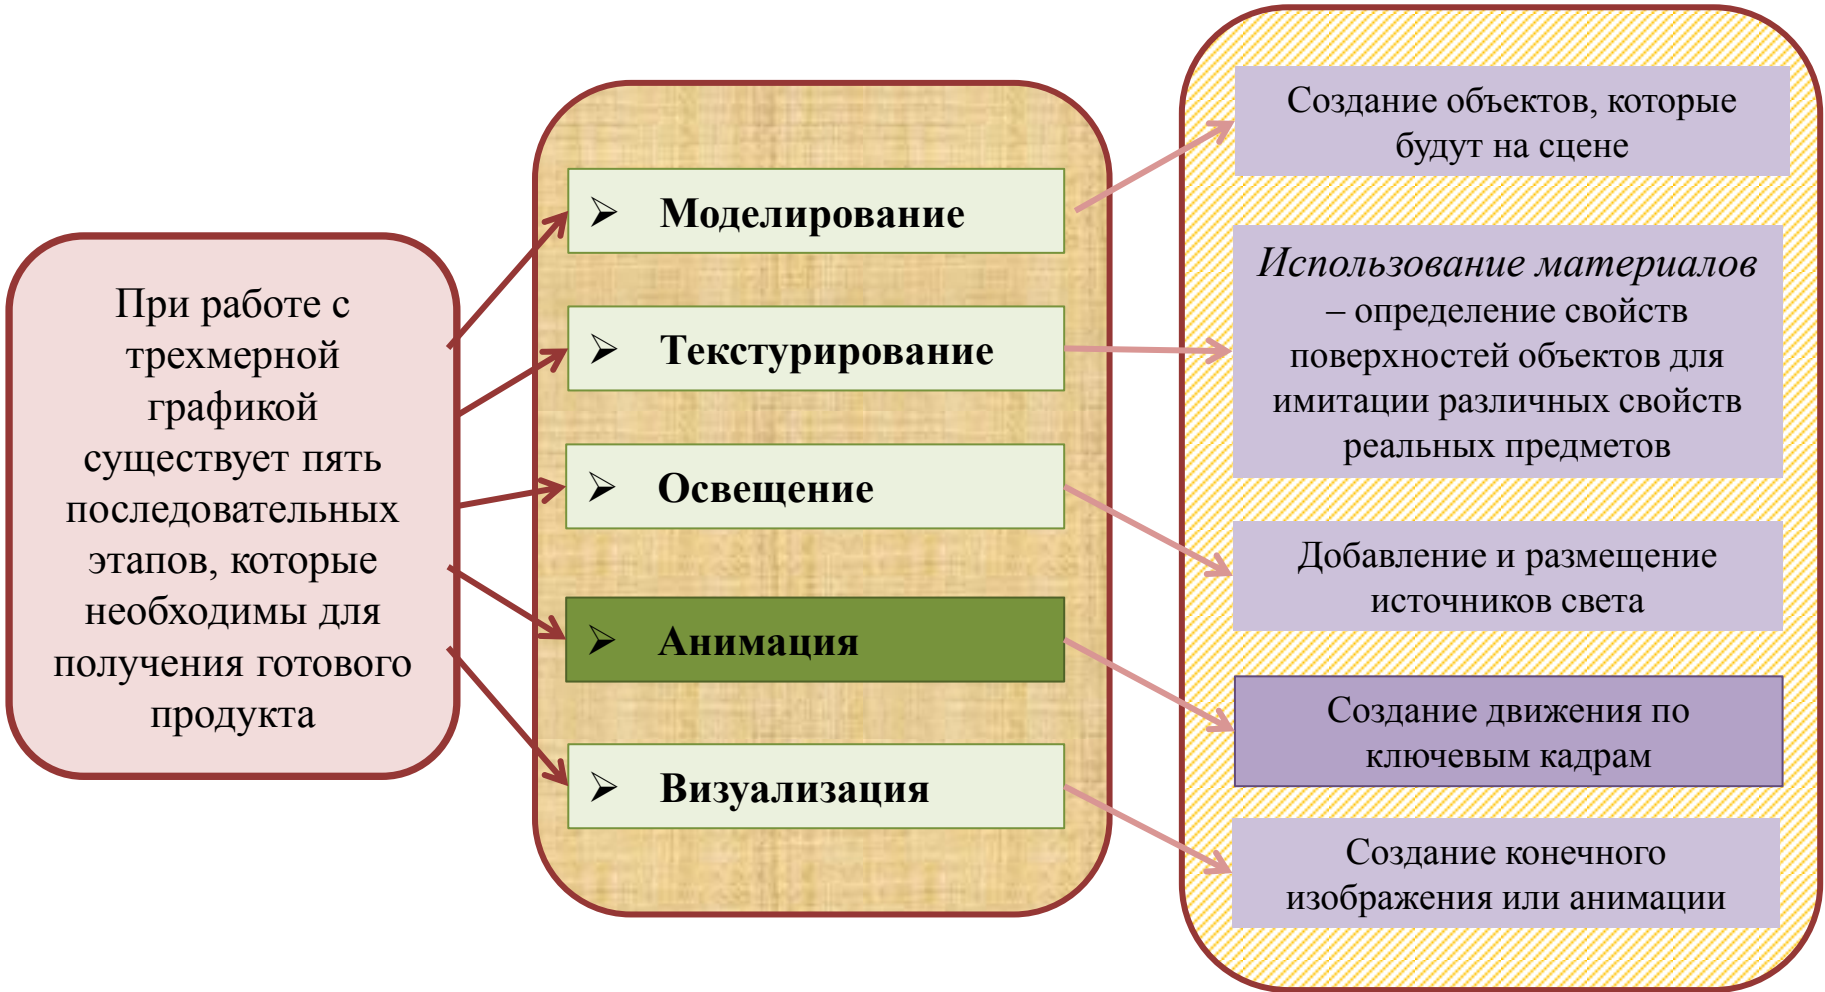 При работе с
трехмерной
графикой
существует пять
последовательных
этапов, которые
необходимы для
получения готового
продукта
Моделирование
Текстурирование
Освещение
Анимация
Визуализация
Создание объектов, которые
будут на сцене
Использование материалов
– определение свойств
поверхностей объектов для
имитации различных свойств
реальных предметов
Добавление и размещение
источников света
Создание движения по
ключевым кадрам
Создание конечного
изображения или анимации